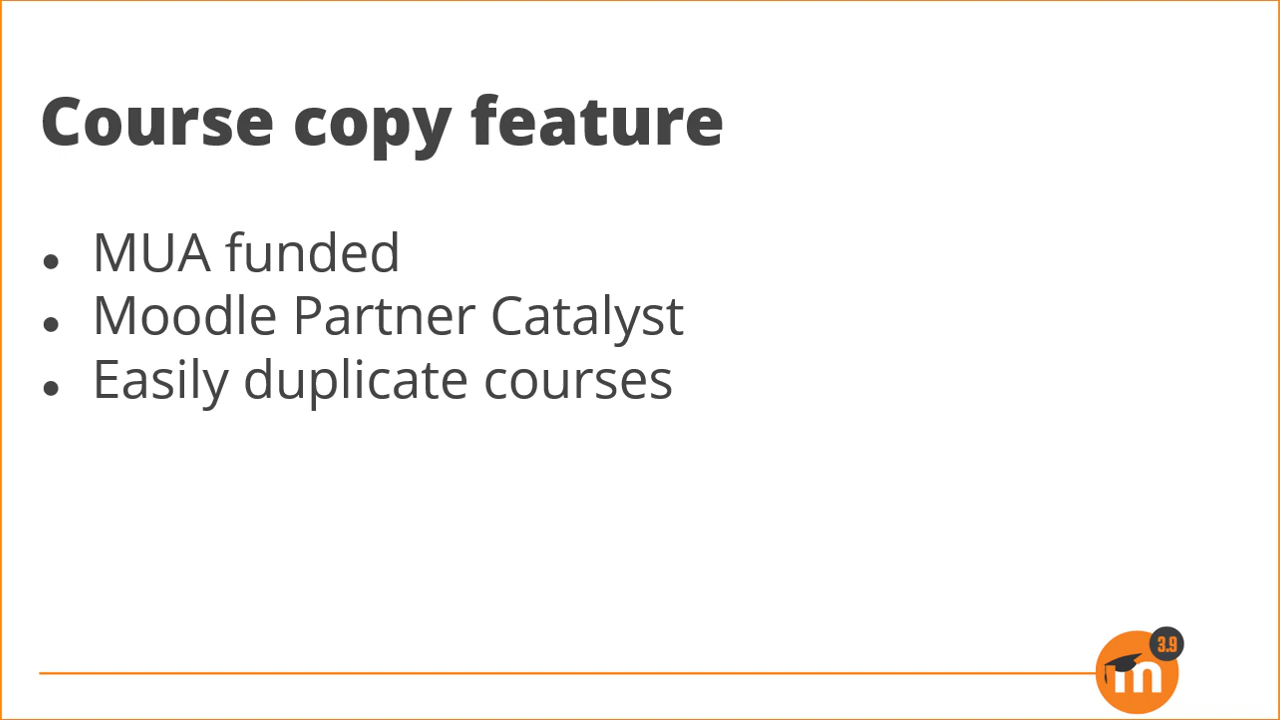 Course copy feature
• MUA funded
• Moodle Partner Catalyst
• Easily duplicate courses
3.9
m